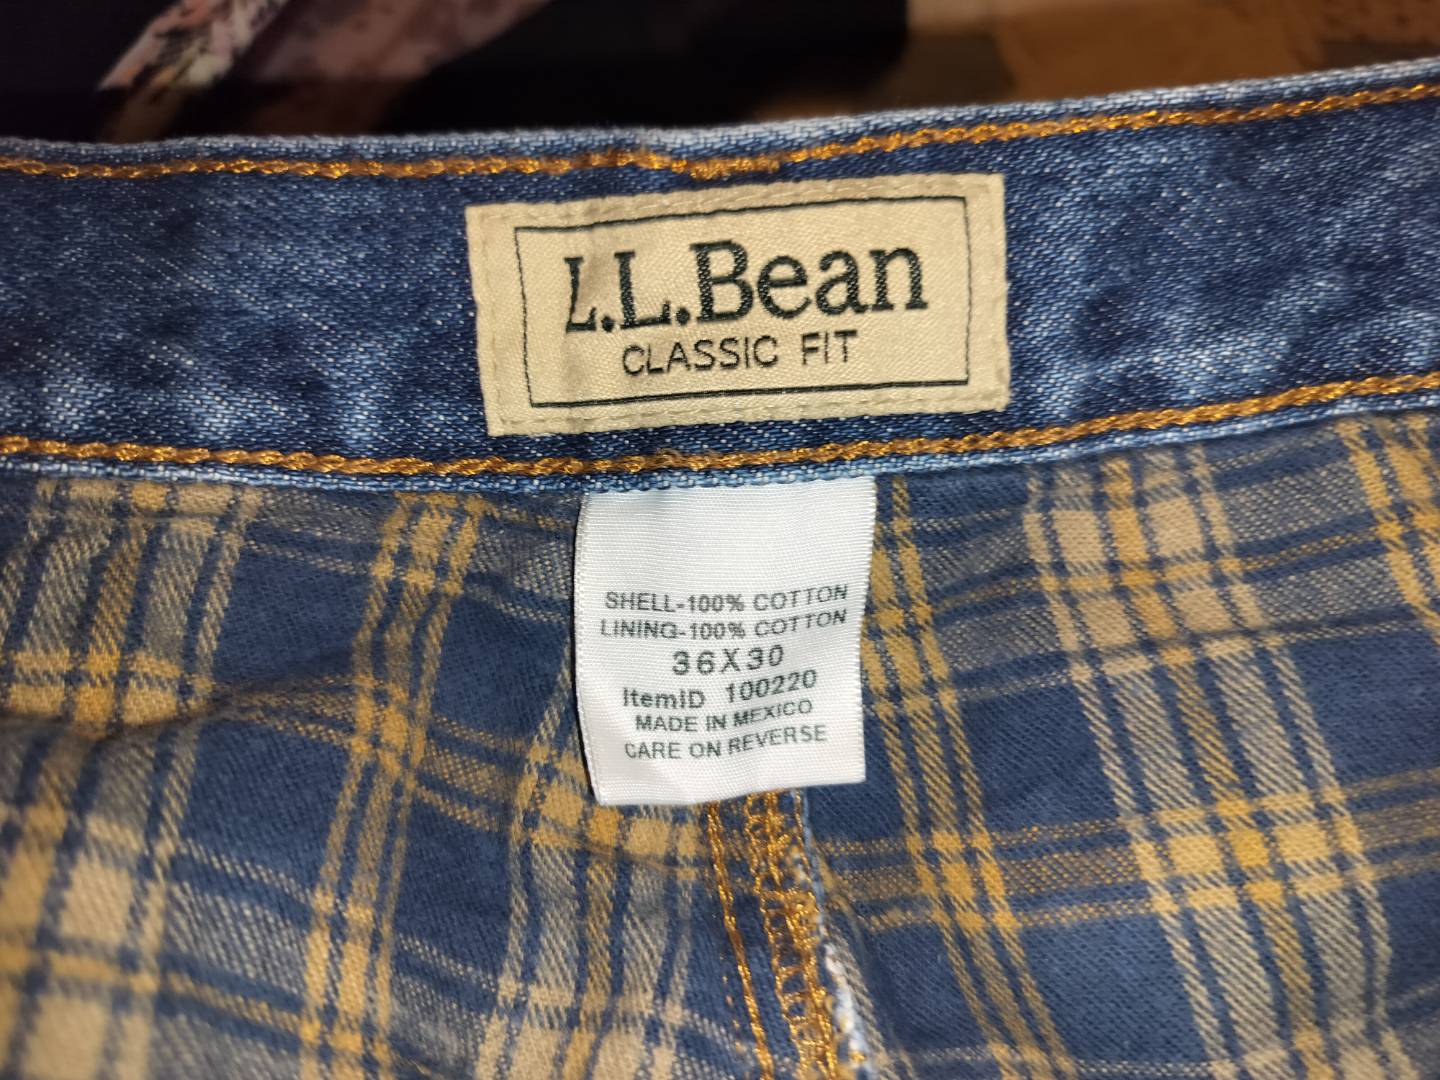 L.L.Bean
CLASSIC FIT
SHELL-100% COTTON
LINING-100% COTTON
36X30
ItemID 100220
MADE IN MEXICO
CARE ON REVERSE